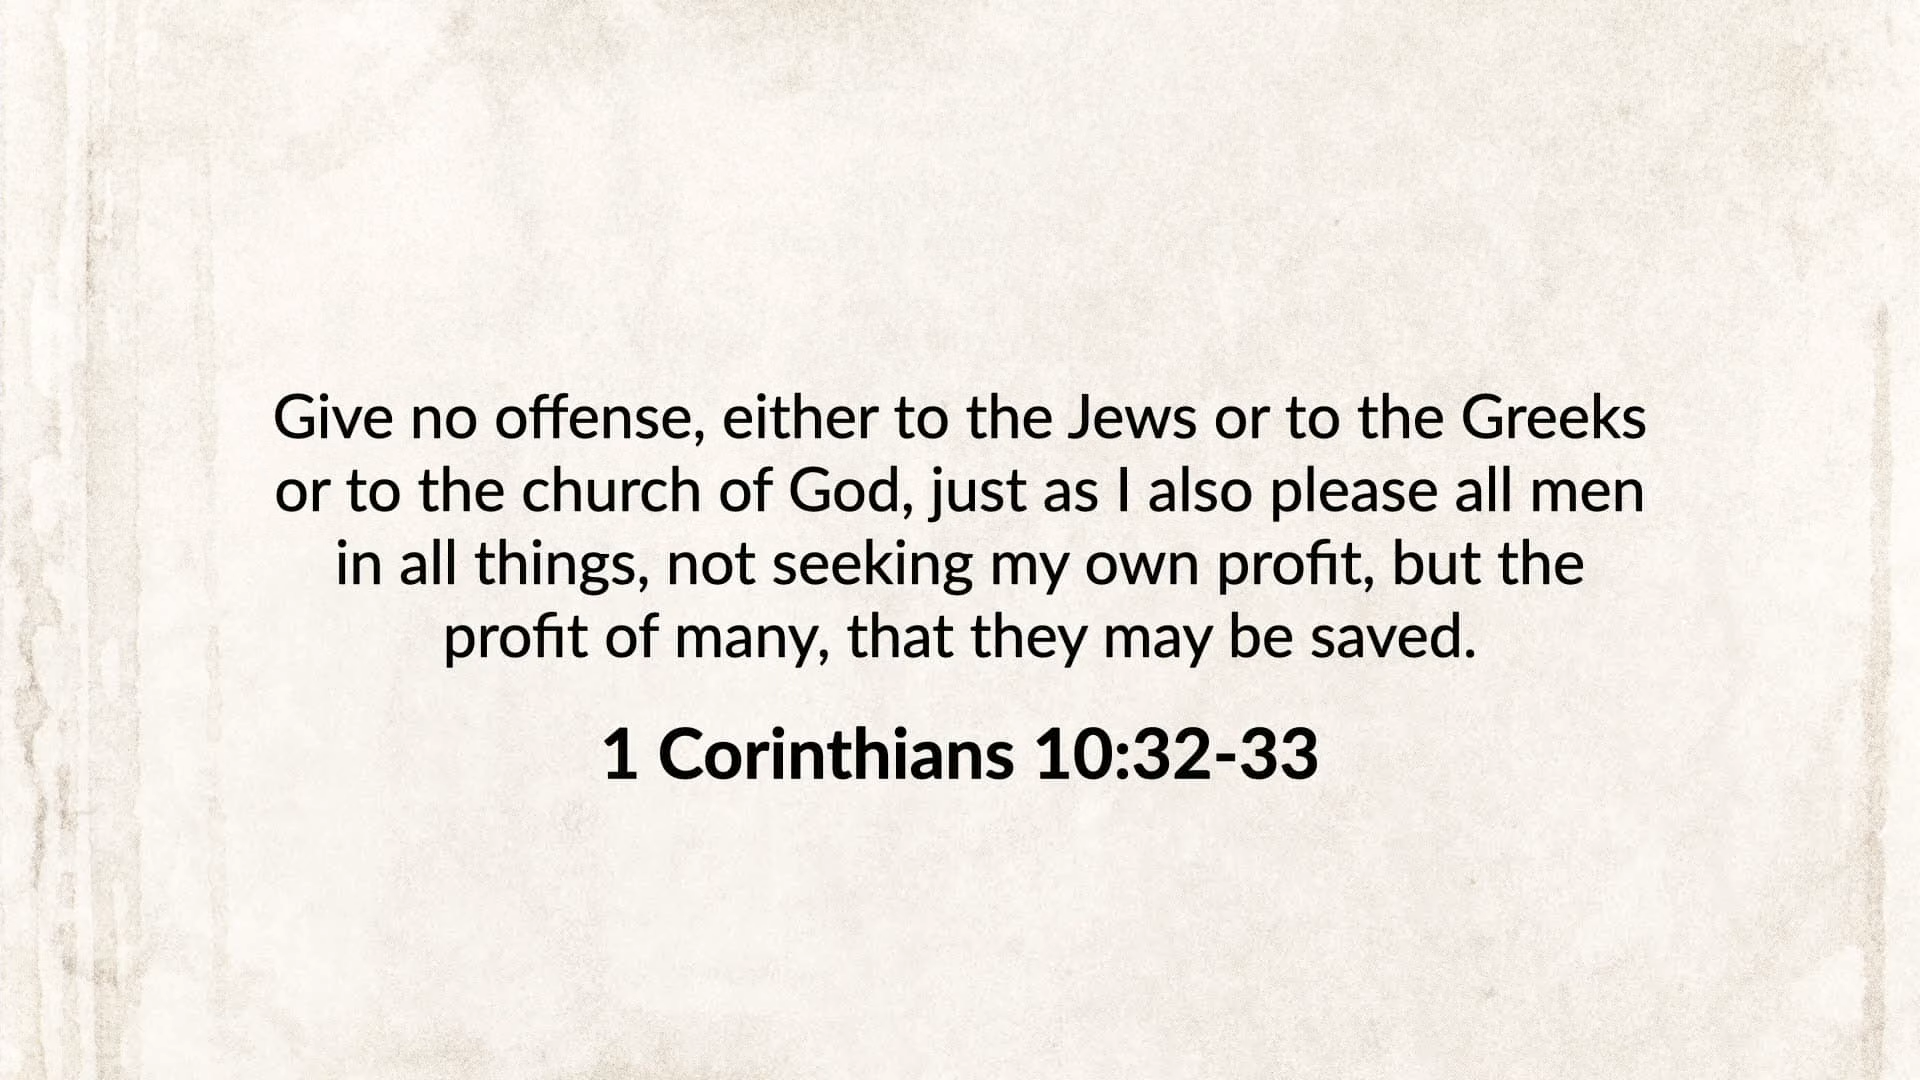 Give no offense, either to the Jews or to the Greeks
or to the church of God, just as I also please all men
in all things, not seeking my own profit, but the
profit of many, that they may be saved.
1 Corinthians 10:32-33